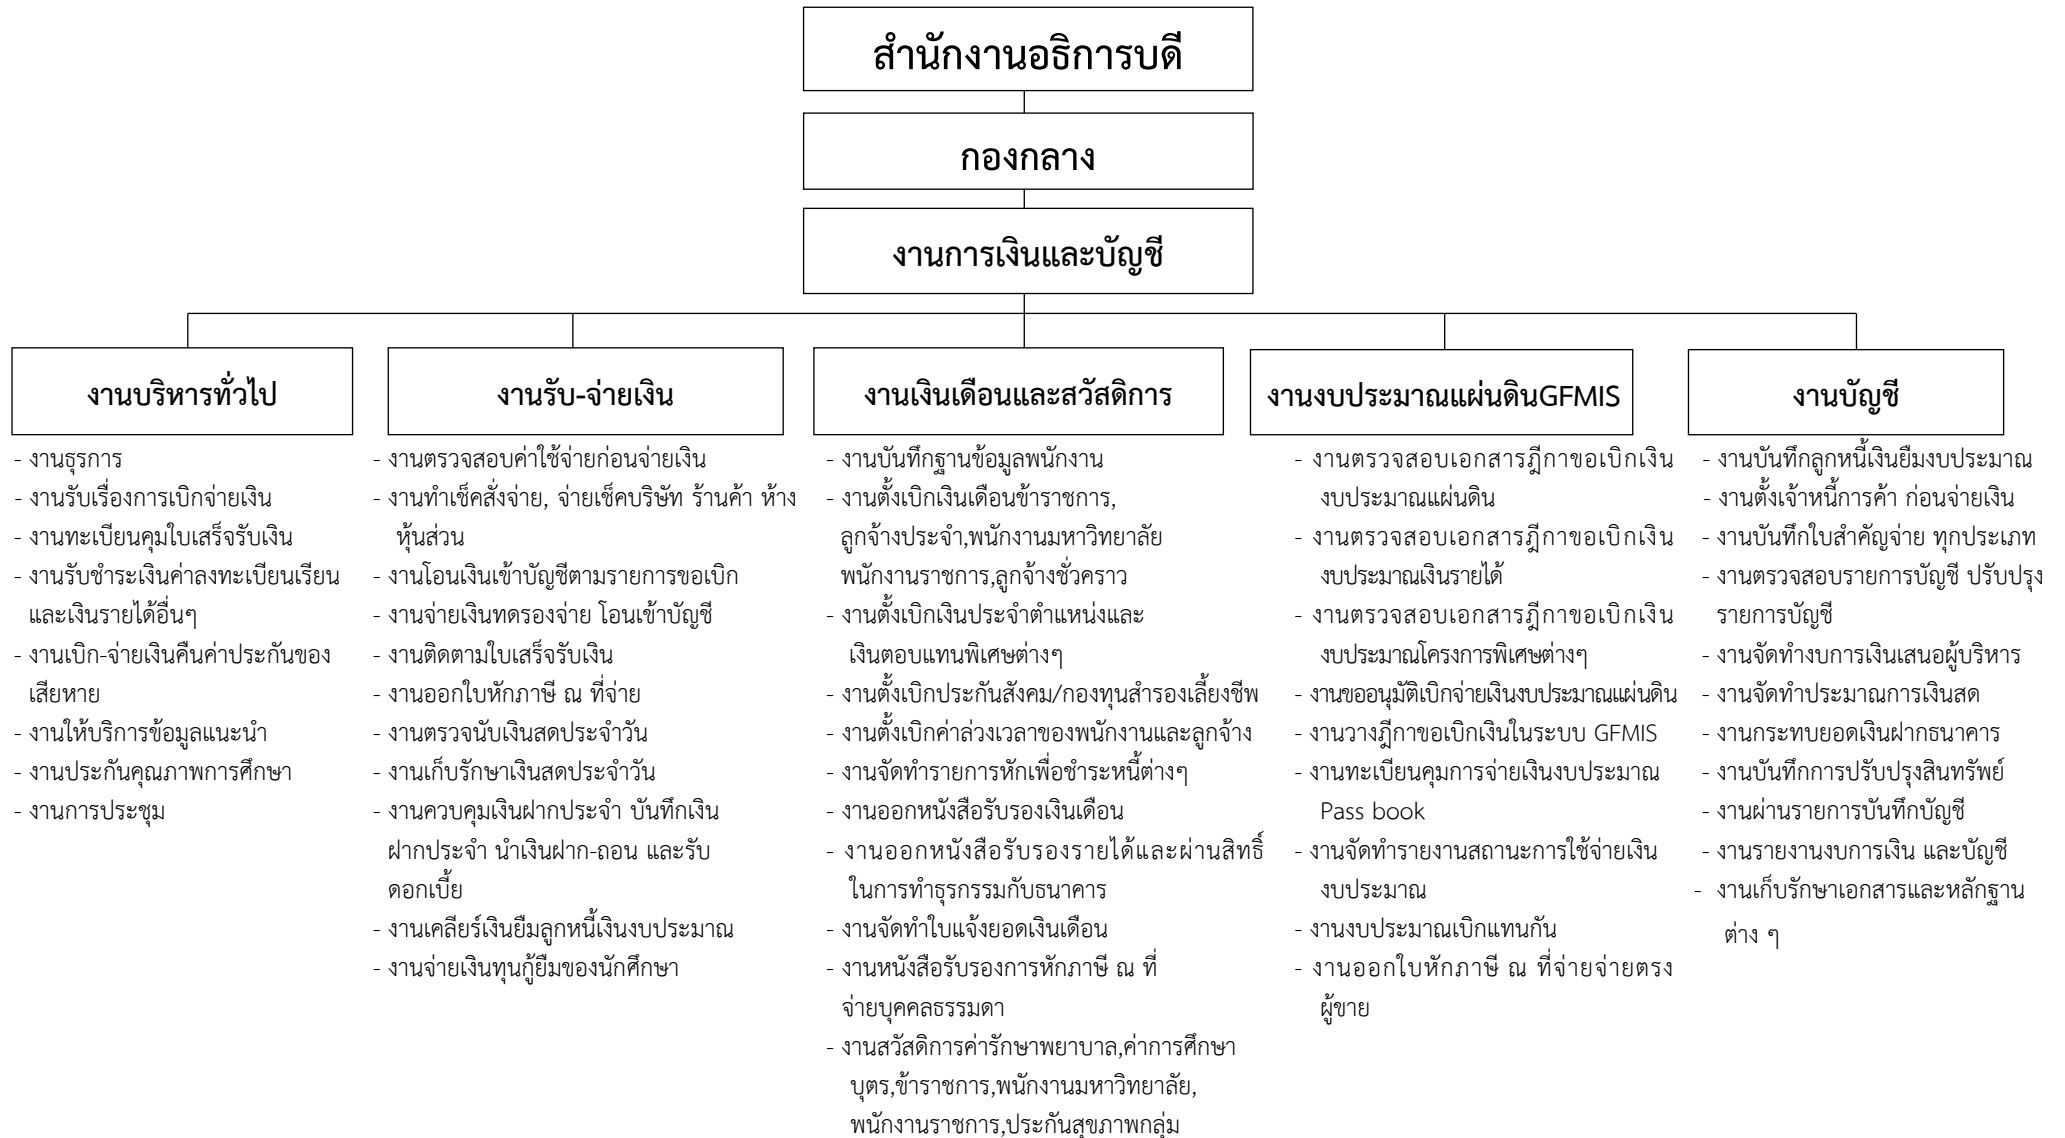 สำนักงานอธิการบดี
กองกลาง
งานการเงินและบัญชี
งานบริหารทั่วไป
- งานธุรการ
- งานรับเรื่องการเบิกจ่ายเงิน
- งานทะเบียนคุมใบเสร็จรับเงิน
- งานรับชำระเงินค่าลงทะเบียนเรียน
และเงินรายได้อื่นๆ
- งานเบิก-จ่ายเงินคืนค่าประกันของ
เสียหาย
- งานให้บริการข้อมูลแนะนำ
- งานประกันคุณภาพการศึกษา
- งานการประชุม
งานรับ-จ่ายเงิน
- งานตรวจสอบค่าใช้จ่ายก่อนจ่ายเงิน
- งานทำเช็คสั่งจ่าย, จ่ายเช็คบริษัท ร้านค้า ห้าง
หุ้นส่วน
- งานโอนเงินเข้าบัญชีตามรายการขอเบิก
- งานจ่ายเงินทดรองจ่าย โอนเข้าบัญชี
- งานติดตามใบเสร็จรับเงิน
- งานออกใบหักภาษี ณ ที่จ่าย
- งานตรวจนับเงินสดประจำวัน
- งานเก็บรักษาเงินสดประจำวัน
- งานควบคุมเงินฝากประจำ บันทึกเงิน
ฝากประจำ นำเงินฝาก-ถอน และรับ
ดอกเบี้ย
- งานเคลียร์เงินยืมลูกหนี้เงินงบประมาณ
- งานจ่ายเงินทุนกู้ยืมของนักศึกษา
งานเงินเดือนและสวัสดิการ
- งานบันทึกฐานข้อมูลพนักงาน
- งานตั้งเบิกเงินเดือนข้าราชการ,
ลูกจ้างประจำ,พนักงานมหาวิทยาลัย
พนักงานราชการ,ลูกจ้างชั่วคราว
- งานตั้งเบิกเงินประจำตำแหน่งและ
เงินตอบแทนพิเศษต่างๆ
- งานตั้งเบิกประกันสังคม/กองทุนสำรองเลี้ยงชีพ
- งานตั้งเบิกค่าล่วงเวลาของพนักงานและลูกจ้าง
- งานจัดทำรายการหักเพื่อชำระหนี้ต่างๆ
- งานออกหนังสือรับรองเงินเดือน
- งานออกหนังสือรับรองรายได้และผ่านสิทธิ์
ในการทำธุรกรรมกับธนาคาร
- งานจัดทำใบแจ้งยอดเงินเดือน
- งานหนังสือรับรองการหักภาษี ณ ที่
จ่ายบุคคลธรรมดา
- งานสวัสดิการค่ารักษาพยาบาล,ค่าการศึกษา
บุตร,ข้าราชการ,พนักงานมหาวิทยาลัย,
พนักงานราชการ,ประกันสุขภาพกลุ่ม
งานงบประมาณแผ่นดินGFMIS
- งานตรวจสอบเอกสารฎีกาขอเบิกเงิน
งบประมาณแผ่นดิน
- งานตรวจสอบเอกสารฎีกาขอเบิกเงิน
งบประมาณเงินรายได้
- งานตรวจสอบเอกสารฎีกาขอเบิกเงิน
งบประมาณโครงการพิเศษต่างๆ
- งานขออนุมัติเบิกจ่ายเงินงบประมาณแผ่นดิน
- งานวางฎีกาขอเบิกเงินในระบบ GFMIS
- งานทะเบียนคุมการจ่ายเงินงบประมาณ
Pass book
- งานจัดทำรายงานสถานะการใช้จ่ายเงิน
งบประมาณ
- งานงบประมาณเบิกแทนกัน
- งานออกใบหักภาษี ณ ที่จ่ายจ่ายตรง
ผู้ขาย
งานบัญชี
- งานบันทึกลูกหนี้เงินยืมงบประมาณ
- งานตั้งเจ้าหนี้การค้า ก่อนจ่ายเงิน
- งานบันทึกใบสำคัญจ่าย ทุกประเภท
- งานตรวจสอบรายการบัญชี ปรับปรุง
รายการบัญชี
- งานจัดทำงบการเงินเสนอผู้บริหาร
- งานจัดทำประมาณการเงินสด
- งานกระทบยอดเงินฝากธนาคาร
- งานบันทึกการปรับปรุงสินทรัพย์
- งานผ่านรายการบันทึกบัญชี
- งานรายงานงบการเงิน และบัญชี
- งานเก็บรักษาเอกสารและหลักฐาน
ต่าง ๆ